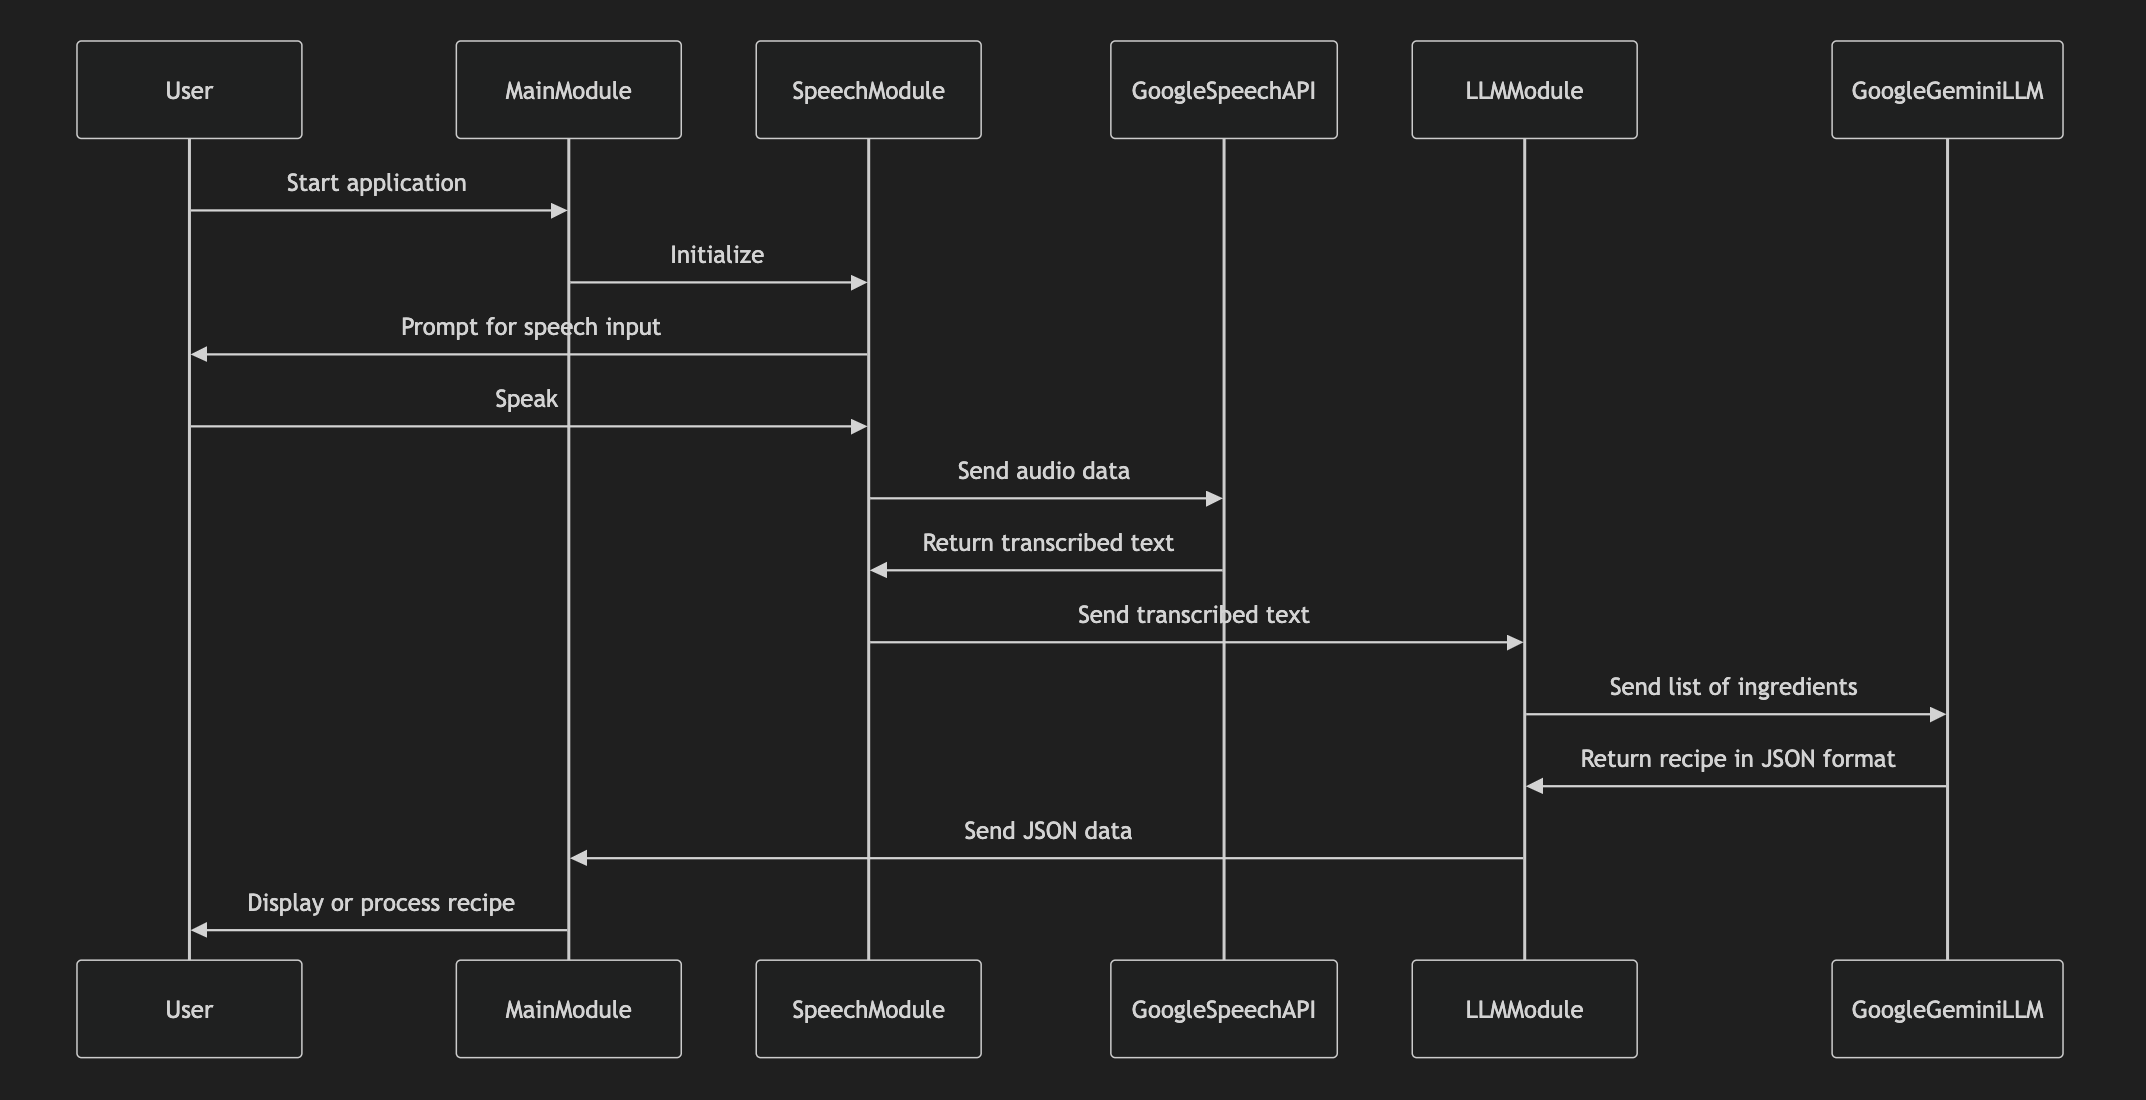 User
MainModule
SpeechModule
GoogleSpeechAPI
LLMModule
GoogleGeminiLLM
Start application
Initialize
Prompt for speech input
Speak
Send audio data
Return transcribed text
Send transcribed text
Send list of ingredients
Return recipe in JSON format
Send JSON data
Display or process recipe
User
MainModule
SpeechModule
GoogleSpeechAPI
LLMModule
GoogleGeminiLLM